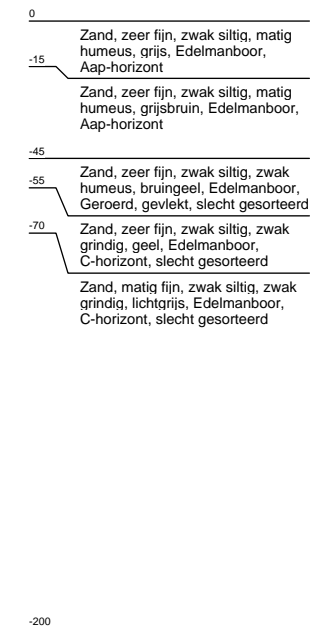 0
Zand, zeer fijn, zwak siltig, matig
humeus, grijs, Edelmanboor,
Aap-horizont
-15
Zand, zeer fijn, zwak siltig, matig
humeus, grijsbruin, Edelmanboor,
Aap-horizont
-45
Zand, zeer fijn, zwak siltig, zwak
humeus, bruingeel, Edelmanboor,
Geroerd, gevlekt, slecht gesorteerd
-55
Zand, zeer fijn, zwak siltig, zwak
grindig, geel, Edelmanboor,
C-horizont, slecht gesorteerd
-70
Zand, matig fijn, zwak siltig, zwak
grindig, lichtgrijs, Edelmanboor,
C-horizont, slecht gesorteerd
-200